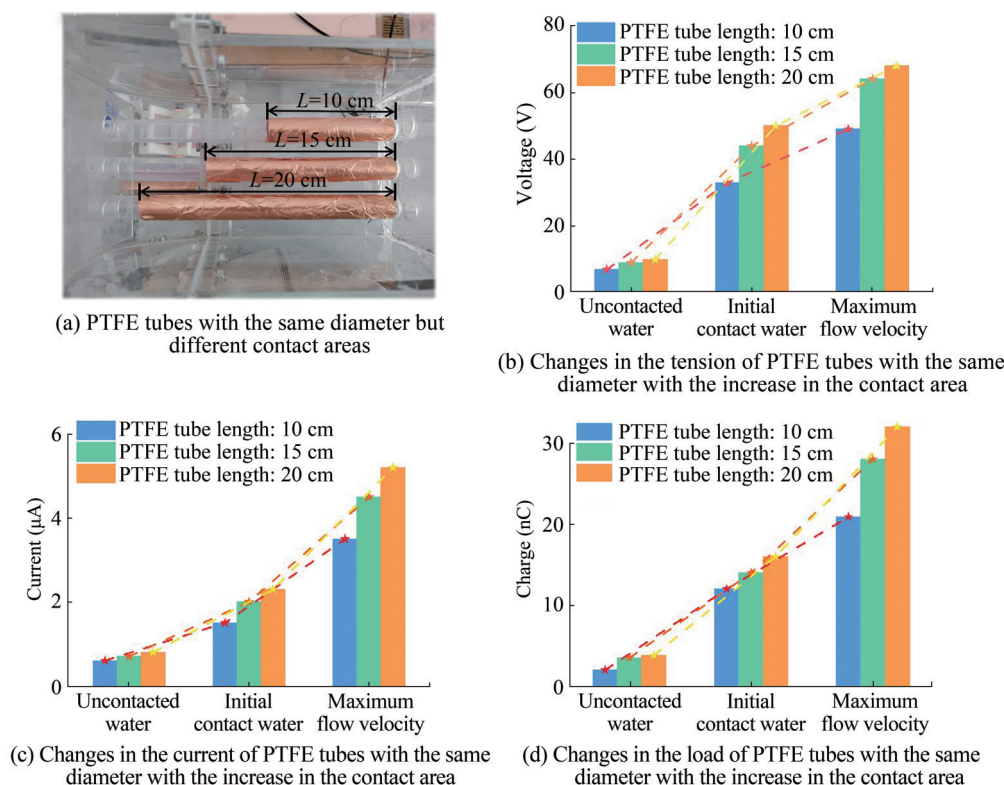 L=10 cm
L=15 cm
L=20 cm
(a) PTFE tubes with the same diameter but
different contact areas
80
60
40
20
0
Voltage (V)
PTFE tube length: 10 cm
PTFE tube length: 15 cm
PTFE tube length: 20 cm
Uncontacted
water
Initial
contact water
Maximum
flow velocity
(b) Changes in the tension of PTFE tubes with the same
diameter with the increase in the contact area
6
4
2
0
Current (μA)
PTFE tube length: 10 cm
PTFE tube length: 15 cm
PTFE tube length: 20 cm
Uncontacted
water
Initial
contact water
Maximum
flow velocity
(c) Changes in the current of PTFE tubes with the same
diameter with the increase in the contact area
30
20
10
0
Charge (nC)
PTFE tube length: 10 cm
PTFE tube length: 15 cm
PTFE tube length: 20 cm
Uncontacted
water
Initial
contact water
Maximum
flow velocity
(d) Changes in the load of PTFE tubes with the same
diameter with the increase in the contact area